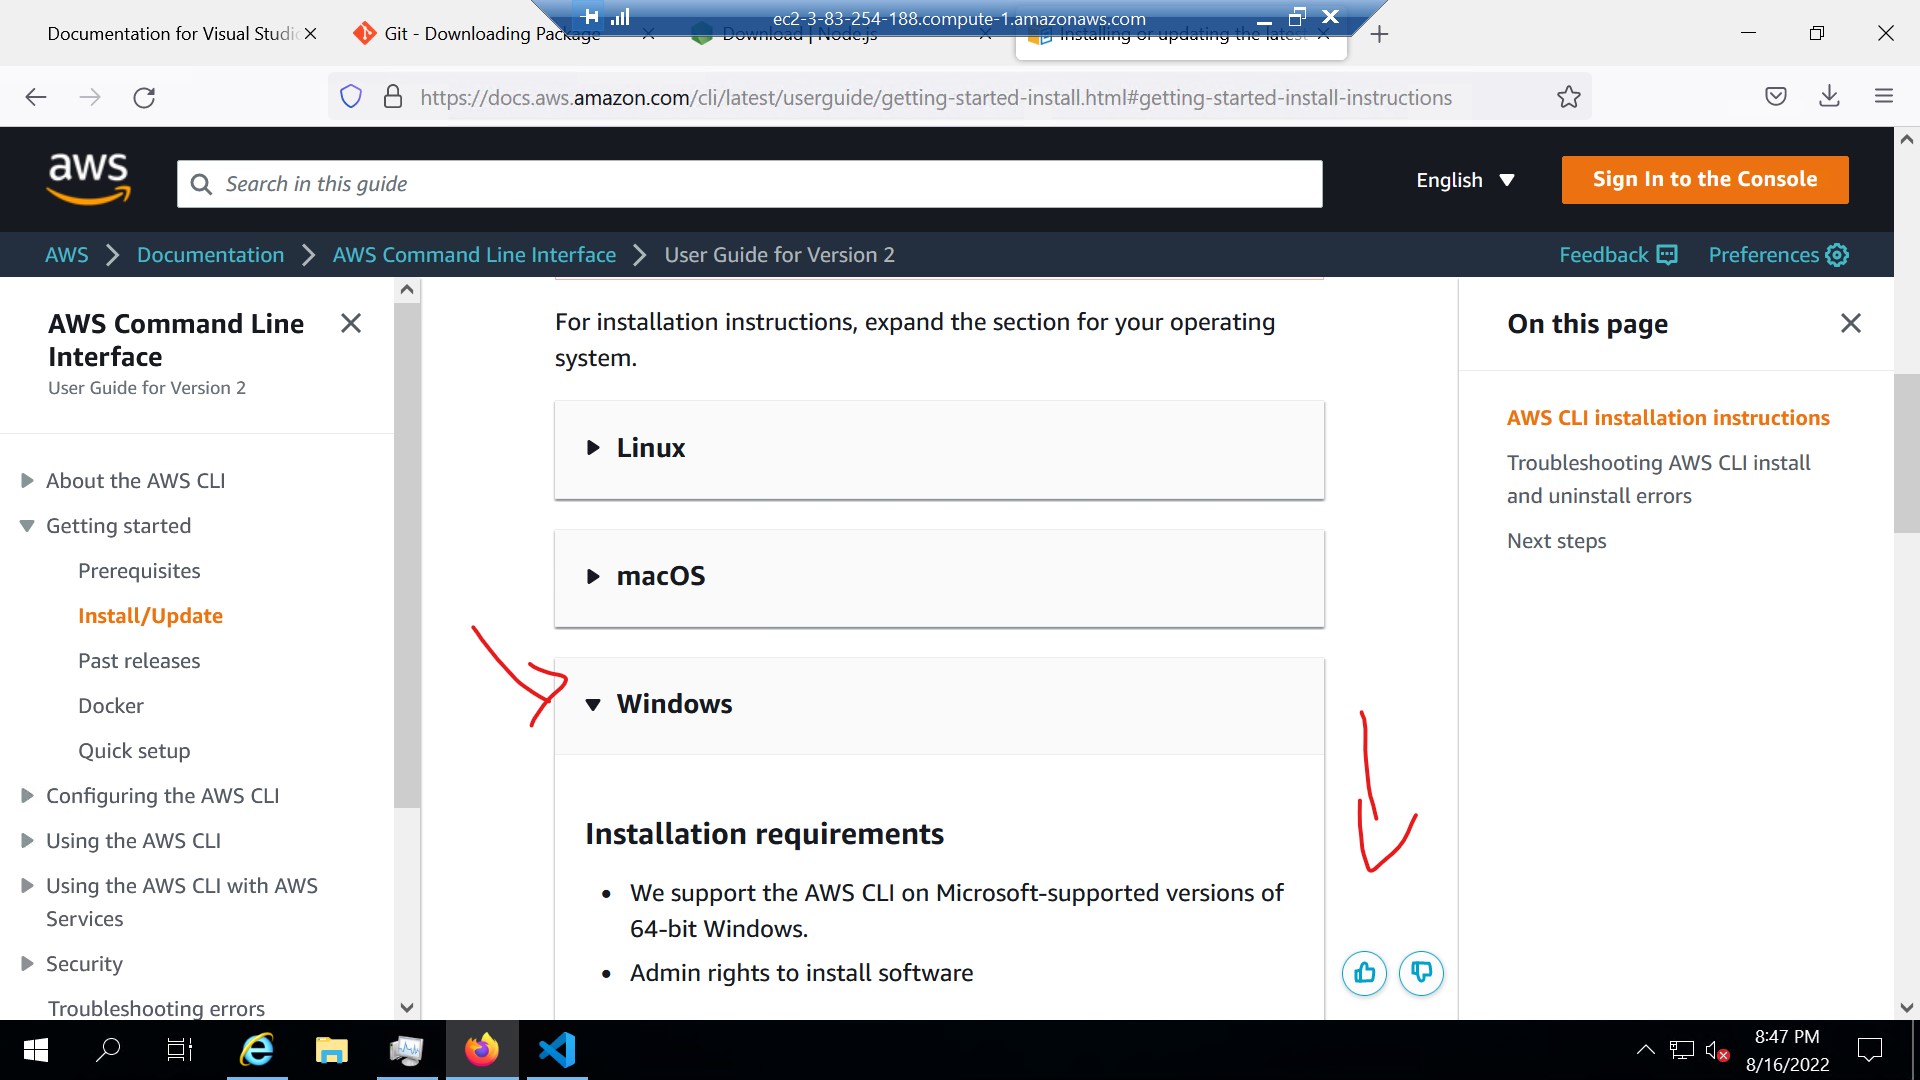 ec2-3-83-254-188.compute-1.amazonaws.com
Documentation for Visual Studio
Git - Downloading Package
Download | Node.js
Installing or updating the latest
https://docs.aws.amazon.com/cli/latest/userguide/getting-started-install.html#getting-started-install-instructions
aws
Search in this guide
English
Sign In to the Console
AWS
Documentation
AWS Command Line Interface
User Guide for Version 2
Feedback
Preferences
AWS Command Line
Interface
User Guide for Version 2
About the AWS CLI
Getting started
Prerequisites
Install/Update
Past releases
Docker
Quick setup
Configuring the AWS CLI
Using the AWS CLI
Using the AWS CLI with AWS
Services
Security
Troubleshooting errors
For installation instructions, expand the section for your operating
system.
Linux
macOS
Windows
Installation requirements
• We support the AWS CLI on Microsoft-supported versions of
64-bit Windows.
• Admin rights to install software
On this page
AWS CLI installation instructions
Troubleshooting AWS CLI install
and uninstall errors
Next steps
8:47 PM
8/16/2022